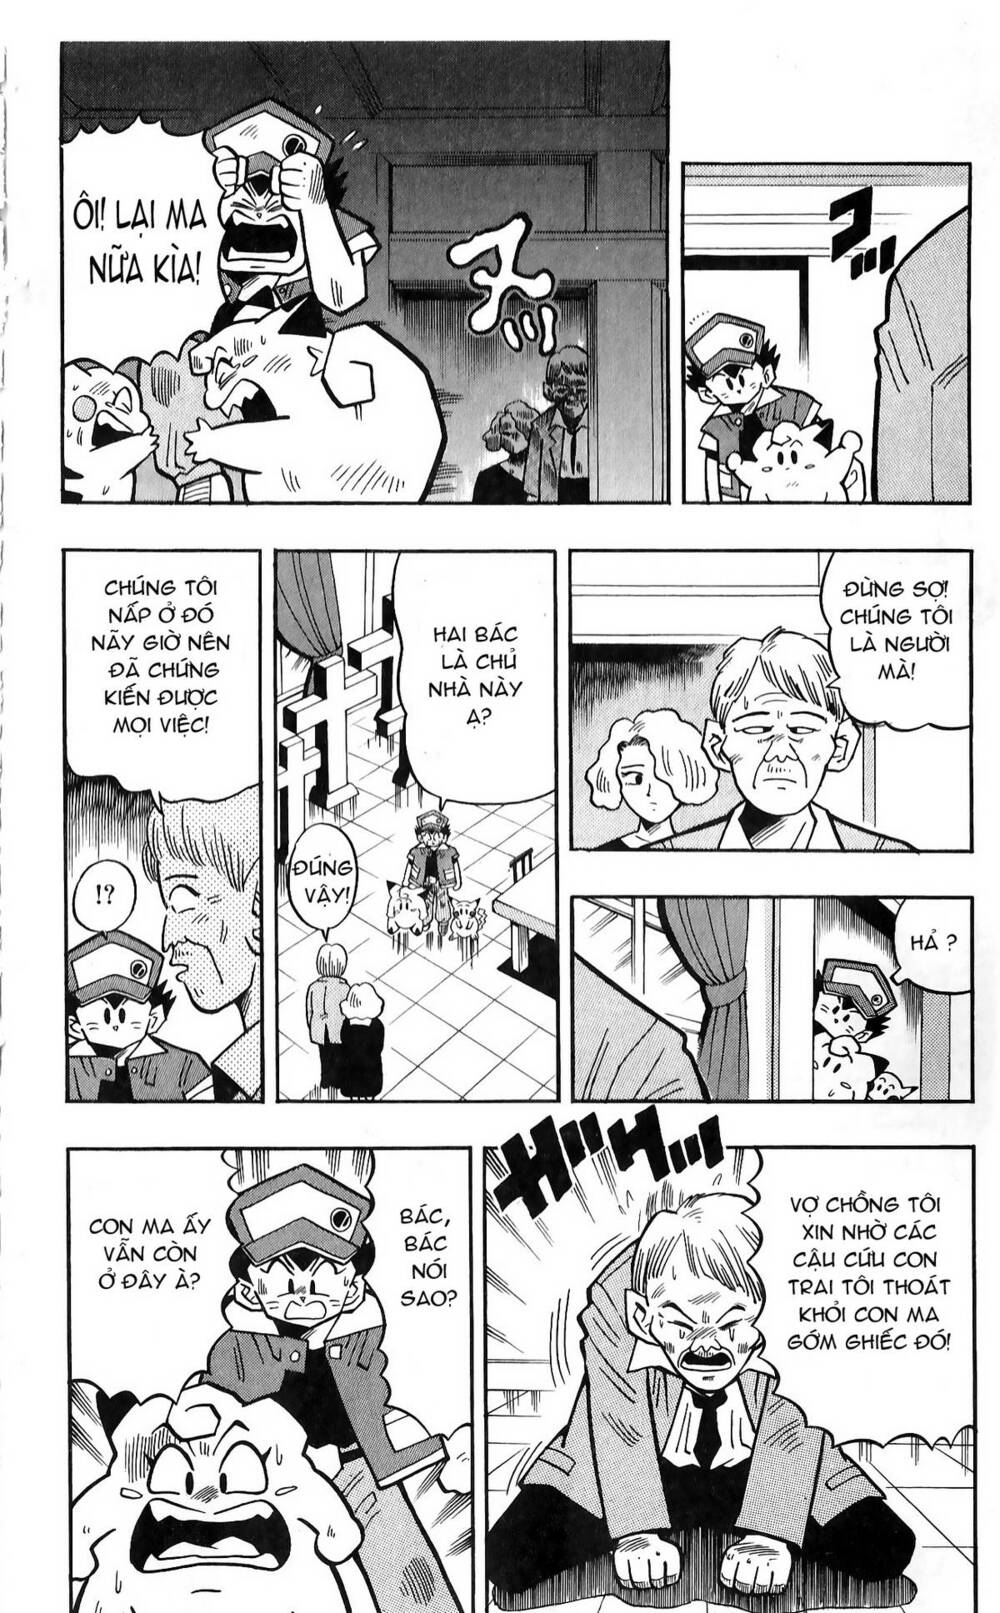 ÔI! LẠI MA
NỮA KÌA!
ĐỪNG SỢ!
CHÚNG TÔI
LÀ NGƯỜI
MÀ!
HẢ ?
HAI BÁC
LÀ CHỦ
NHÀ NÀY
Ạ?
ĐÚNG
VẬY!
CHÚNG TÔI
NẤP Ở ĐÓ
NÃY GIỜ NÊN
ĐÃ CHỨNG
KIẾN ĐƯỢC
MỌI VIỆC!
!?
VỢ CHỒNG TÔI
XIN NHỜ CÁC
CẬU CỨU CON
TRAI TÔI THOÁT
KHỎI CON MA
GỚM GHIẾC ĐÓ!
BÁC,
BÁC
NÓI
SAO?
CON MA ẤY
VẪN CÒN
Ở ĐÂY À?